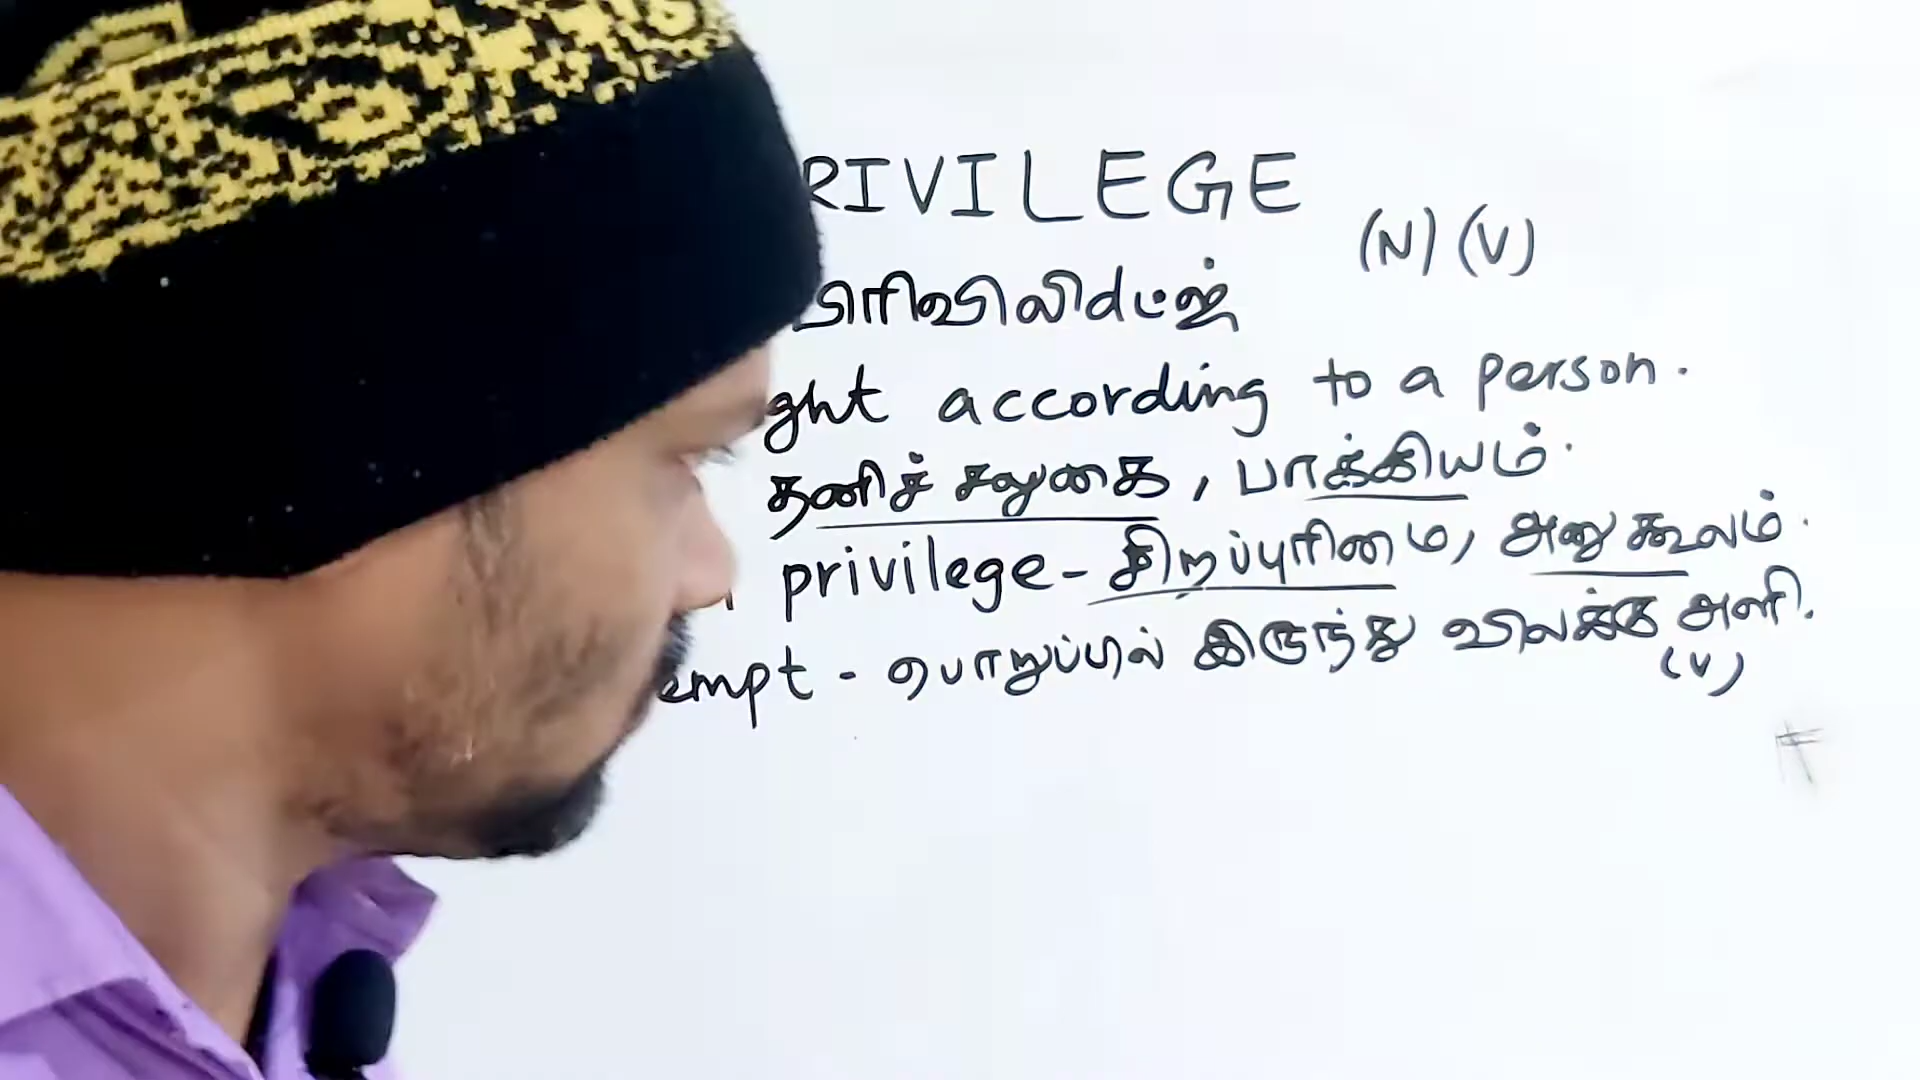 RIVILEGE (N) (V)
பிரிவிலிட்ஜ்
ght according to a person.
தனிச் சலுகை, பாக்கியம்.
privilege - சிறப்புரிமை, அனுகூலம்.
empt - பொறுப்பில் இருந்து விலக்கு அளி.
(V)